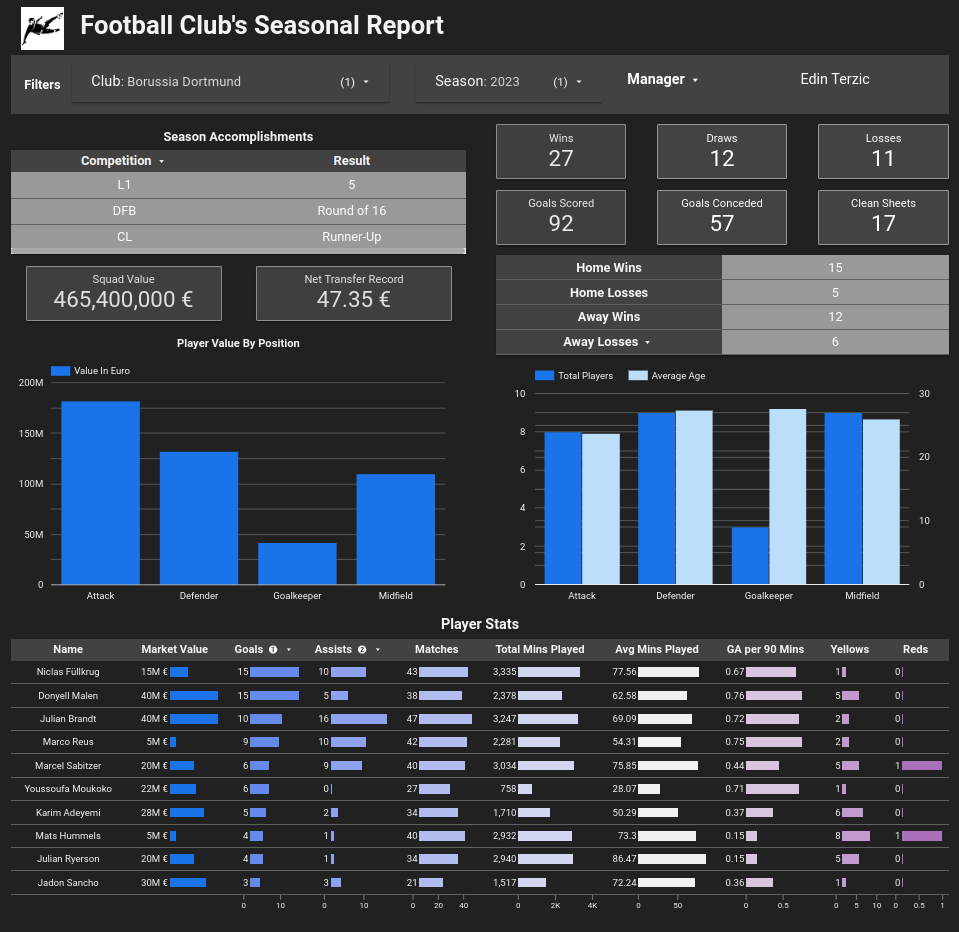 Football Club's Seasonal Report
Filters
Club: Borussia Dortmund (1)
Season: 2023 (1)
Manager
Edin Terzic
Season Accomplishments
Competition Result
L1 5
DFB Round of 16
CL Runner-Up
Squad Value
465,400,000 €
Net Transfer Record
47.35 €
Wins
27
Draws
12
Losses
11
Goals Scored
92
Goals Conceded
57
Clean Sheets
17
Home Wins 15
Home Losses 5
Away Wins 12
Away Losses 6
Player Value By Position
Value In Euro
200M
150M
100M
50M
0
Attack Defender Goalkeeper Midfield
Total Players Average Age
10 30
8
6 20
4
2 10
0 0
Attack Defender Goalkeeper Midfield
Player Stats
Name Market Value Goals 1 Assists 2 Matches Total Mins Played Avg Mins Played GA per 90 Mins Yellows Reds
Niclas Füllkrug 15M € 15 10 43 3,335 77.56 0.67 1 0
Donyell Malen 40M € 15 5 38 2,378 62.58 0.76 5 0
Julian Brandt 40M € 10 16 47 3,247 69.09 0.72 2 0
Marco Reus 5M € 9 10 42 2,281 54.31 0.75 2 0
Marcel Sabitzer 20M € 6 9 40 3,034 75.85 0.44 5 1
Youssoufa Moukoko 22M € 6 0 27 758 28.07 0.71 1 0
Karim Adeyemi 28M € 5 2 34 1,710 50.29 0.37 6 0
Mats Hummels 5M € 4 1 40 2,932 73.3 0.15 8 1
Julian Ryerson 20M € 4 1 34 2,940 86.47 0.15 5 0
Jadon Sancho 30M € 3 3 21 1,517 72.24 0.36 1 0
0 10 0 10 0 20 40 0 2K 4K 0 50 0 0.5 0 5 10 0 0.5 1